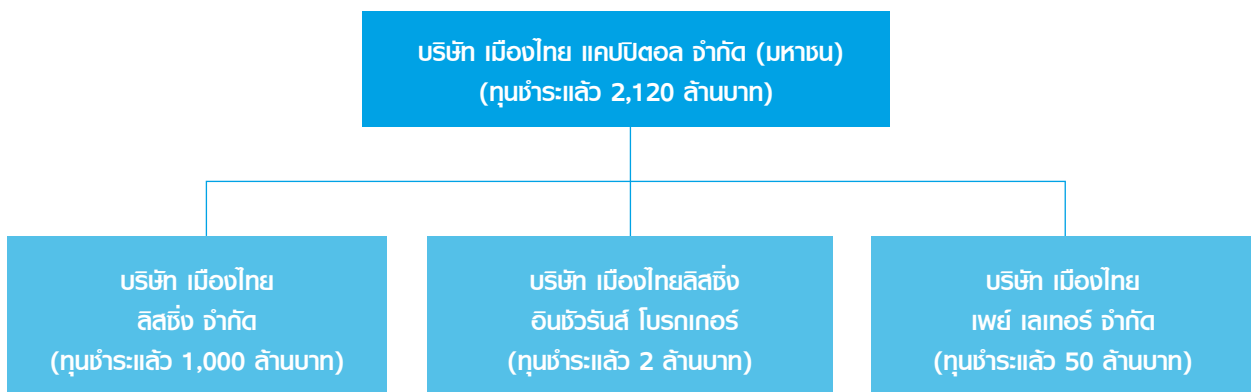 บริษัท เมืองไทย แคปปิตอล จำกัด (มหาชน)
(ทุนชำระแล้ว 2,120 ล้านบาท)
บริษัท เมืองไทย
ลิสซิ่ง จำกัด
(ทุนชำระแล้ว 1,000 ล้านบาท)
บริษัท เมืองไทยลิสซิ่ง
อินชัวรันส์ โบรกเกอร์
(ทุนชำระแล้ว 2 ล้านบาท)
บริษัท เมืองไทย
เพย์ เลเทอร์ จำกัด
(ทุนชำระแล้ว 50 ล้านบาท)